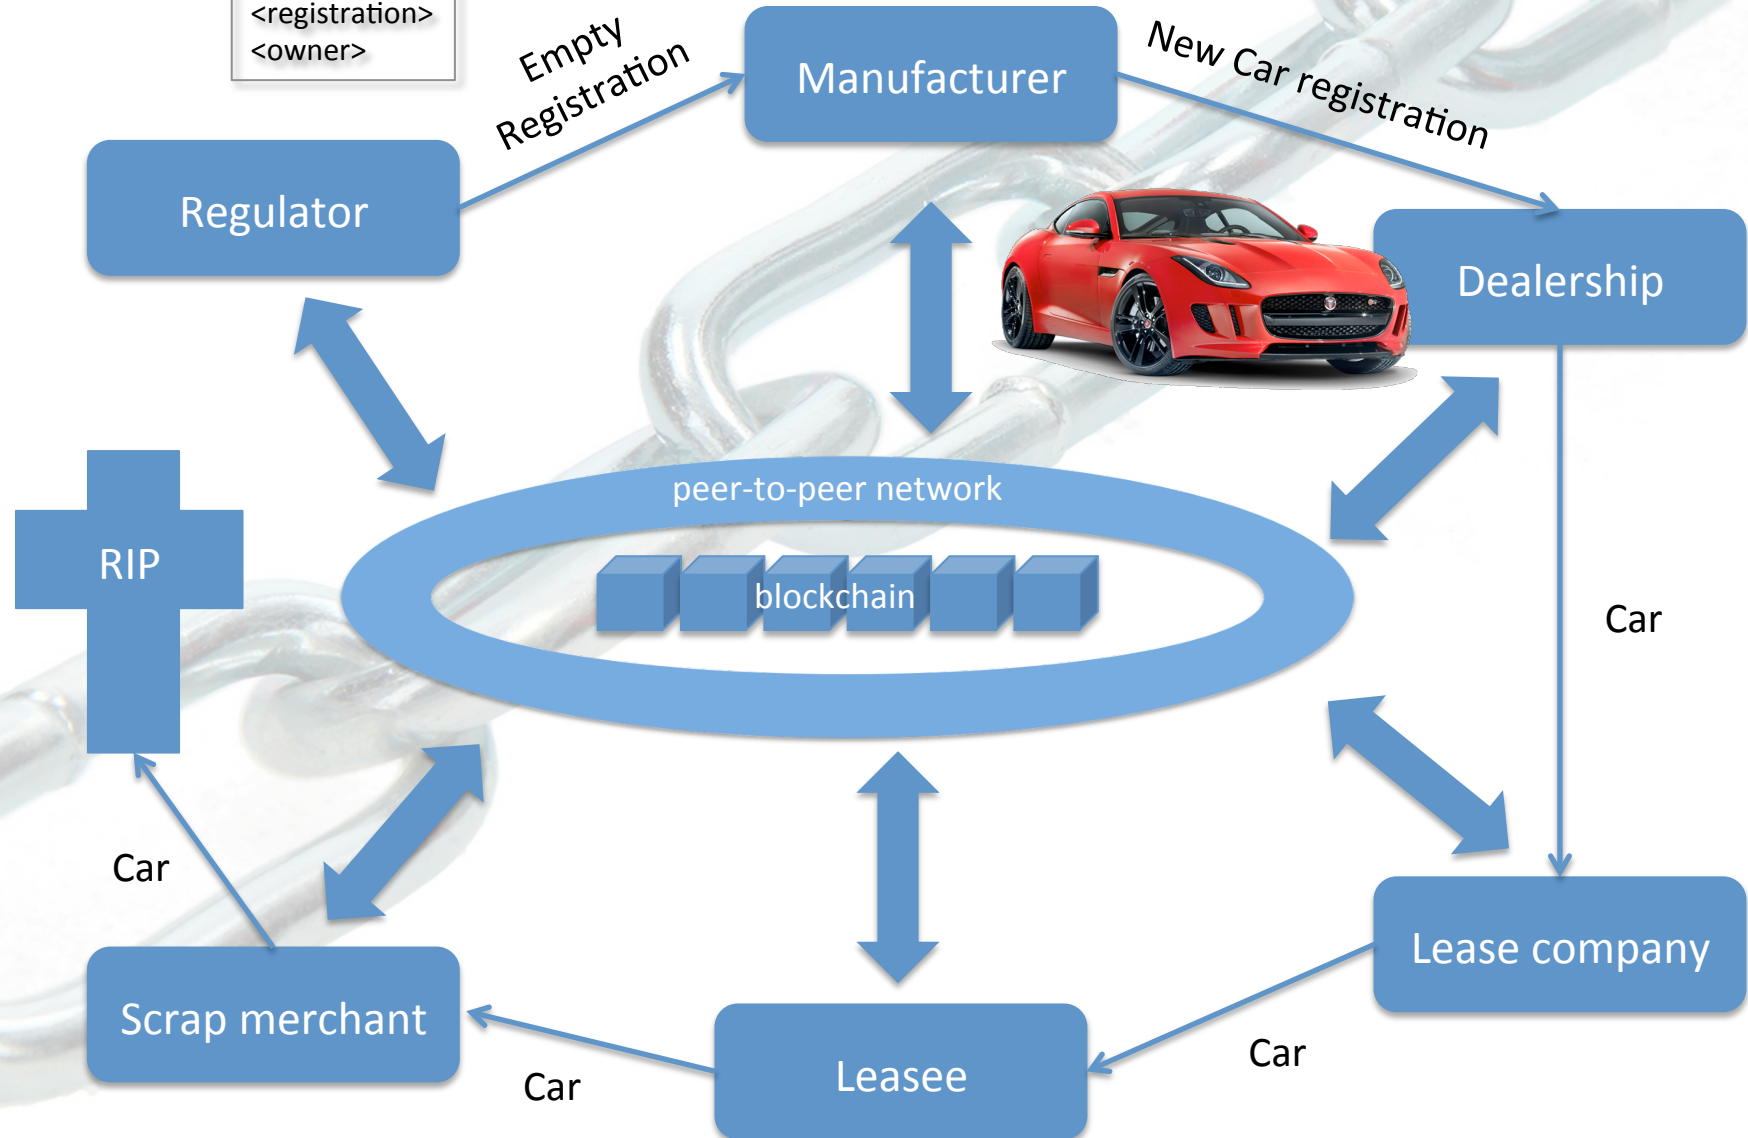 <registration>
<owner>
Empty
Registration
Manufacturer
New Car registration
Regulator
Dealership
peer-to-peer network
RIP
blockchain
Car
Car
Lease company
Scrap merchant
Car
Leasee
Car